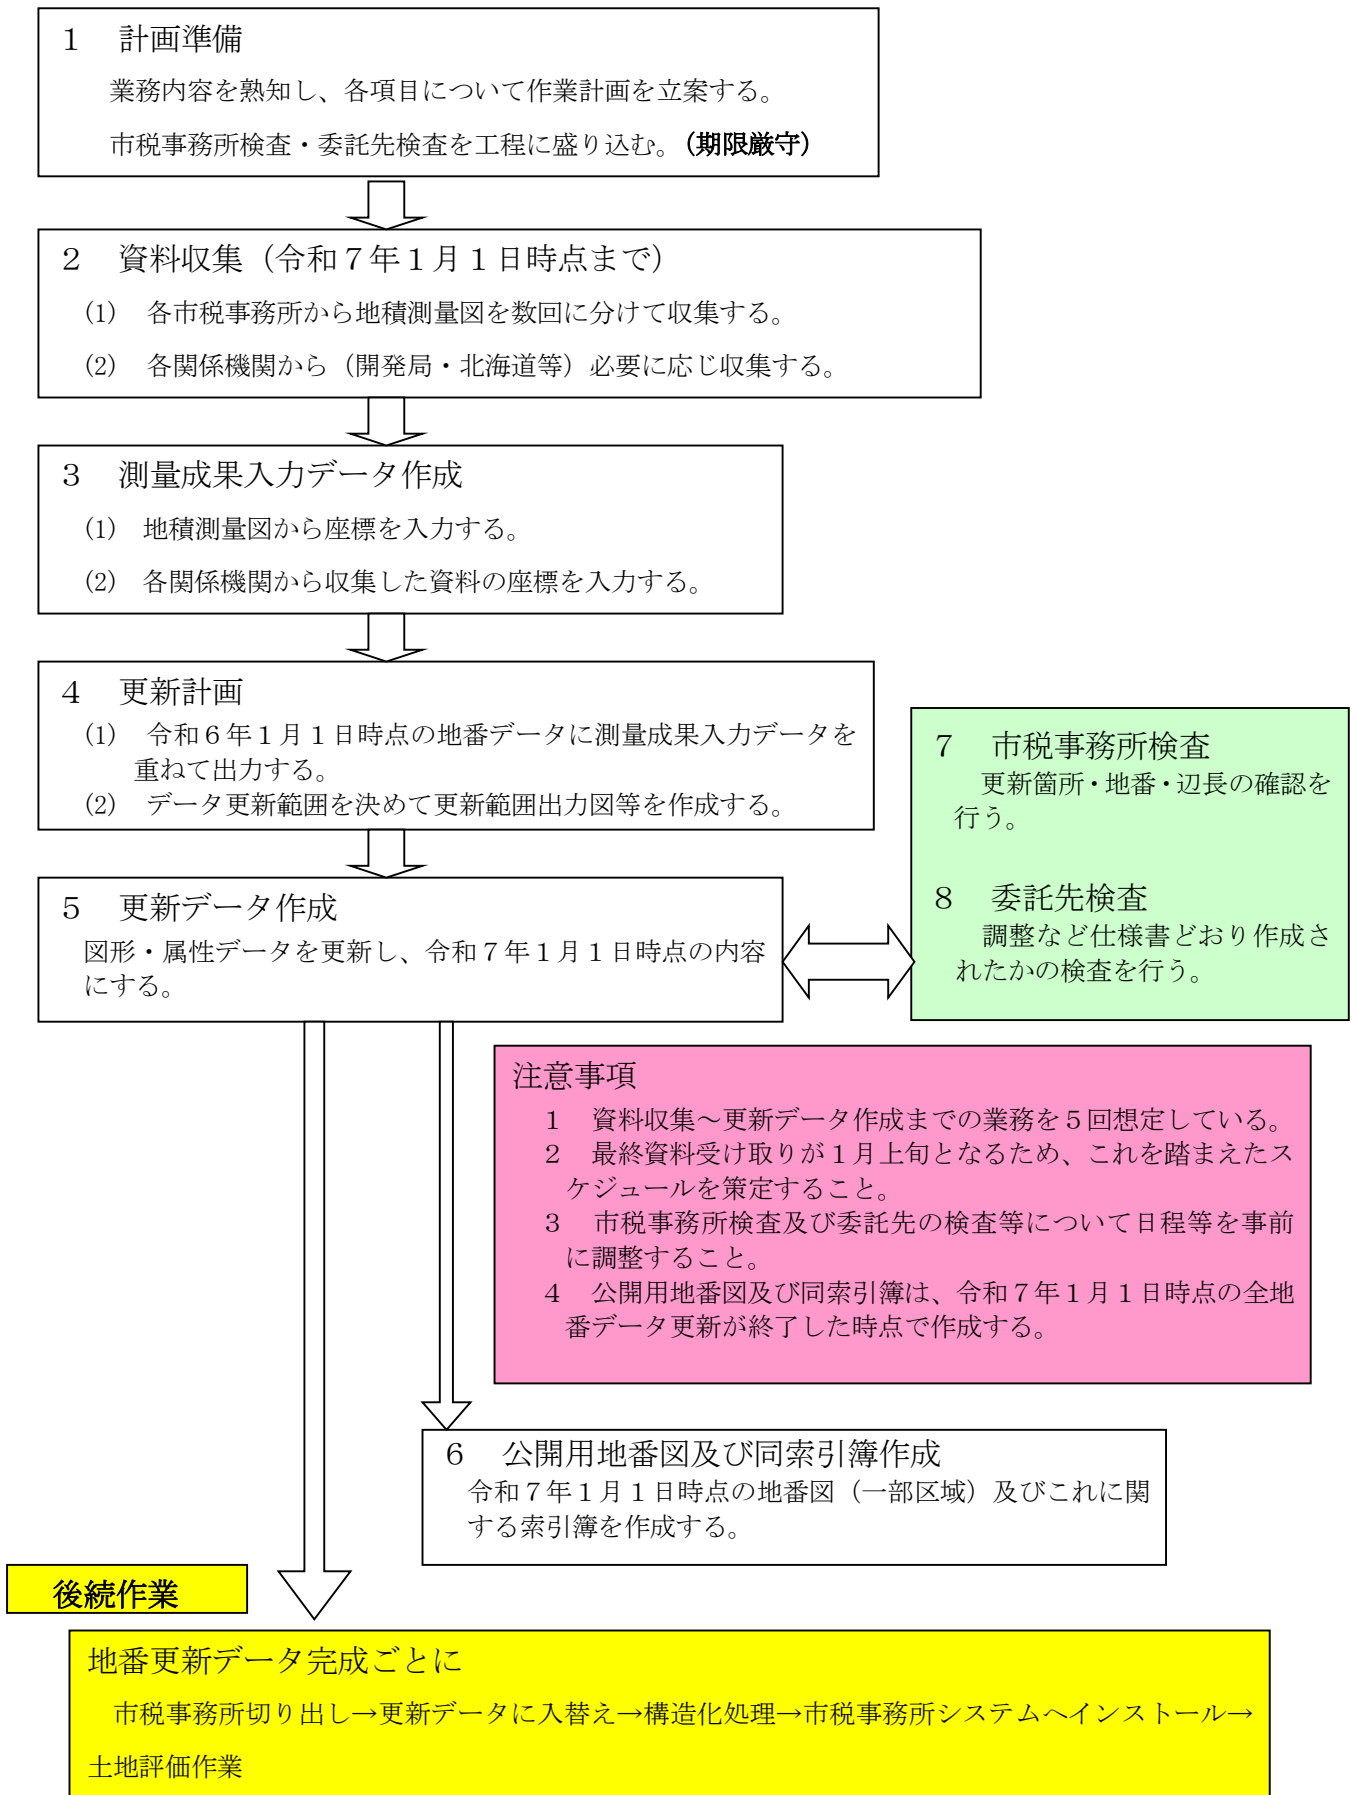 １　計画準備
業務内容を熟知し、各項目について作業計画を立案する。
市税事務所検査・委託先検査を工程に盛り込む。（期限厳守）
２　資料収集（令和７年１月１日時点まで）
(1)　各市税事務所から地積測量図を数回に分けて収集する。
(2)　各関係機関から（開発局・北海道等）必要に応じ収集する。
３　測量成果入力データ作成
(1)　地積測量図から座標を入力する。
(2)　各関係機関から収集した資料の座標を入力する。
４　更新計画
(1)　令和６年１月１日時点の地番データに測量成果入力データを
重ねて出力する。
(2)　データ更新範囲を決めて更新範囲出力図等を作成する。
５　更新データ作成
図形・属性データを更新し、令和７年１月１日時点の内容
にする。
７　市税事務所検査
更新箇所・地番・辺長の確認を
行う。
８　委託先検査
調整など仕様書どおり作成さ
れたかの検査を行う。
注意事項
１　資料収集～更新データ作成までの業務を５回想定している。
２　最終資料受け取りが１月上旬となるため、これを踏まえたス
ケジュールを策定すること。
３　市税事務所検査及び委託先の検査等について日程等を事前
に調整すること。
４　公開用地番図及び同索引簿は、令和７年１月１日時点の全地
番データ更新が終了した時点で作成する。
６　公開用地番図及び同索引簿作成
令和７年１月１日時点の地番図（一部区域）及びこれに関
する索引簿を作成する。
後続作業
地番更新データ完成ごとに
市税事務所切り出し→更新データに入替え→構造化処理→市税事務所システムへインストール→
土地評価作業